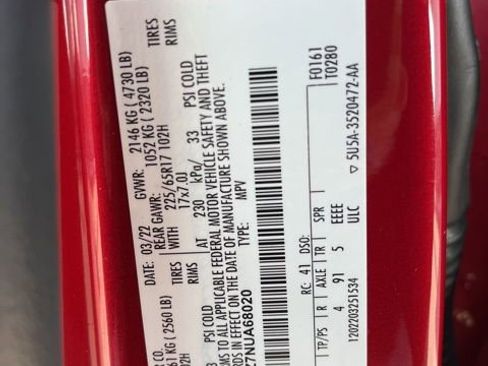 R CO.
DATE: 03/22 GVWR: 2146 KG ( 4730 LB)
61 KG ( 2560 LB) REAR GAWR: 1052 KG ( 2320 LB)
TIRES WITH 225/65R17 102H TIRES
RIMS 17x7.0J RIMS
PSI COLD AT 230 kPa/ 33 PSI COLD
MS TO ALL APPLICABLE FEDERAL MOTOR VEHICLE SAFETY AND THEFT
RDS IN EFFECT ON THE DATE OF MANUFACTURE SHOWN ABOVE.
7NUA68020 TYPE: MPV
F0161
RC: 41 DSO: T0280
TP/PS R AXLE TR SPR
4 91 5 EEEE
1202203251534 ULC 5U5A-3520472-AA